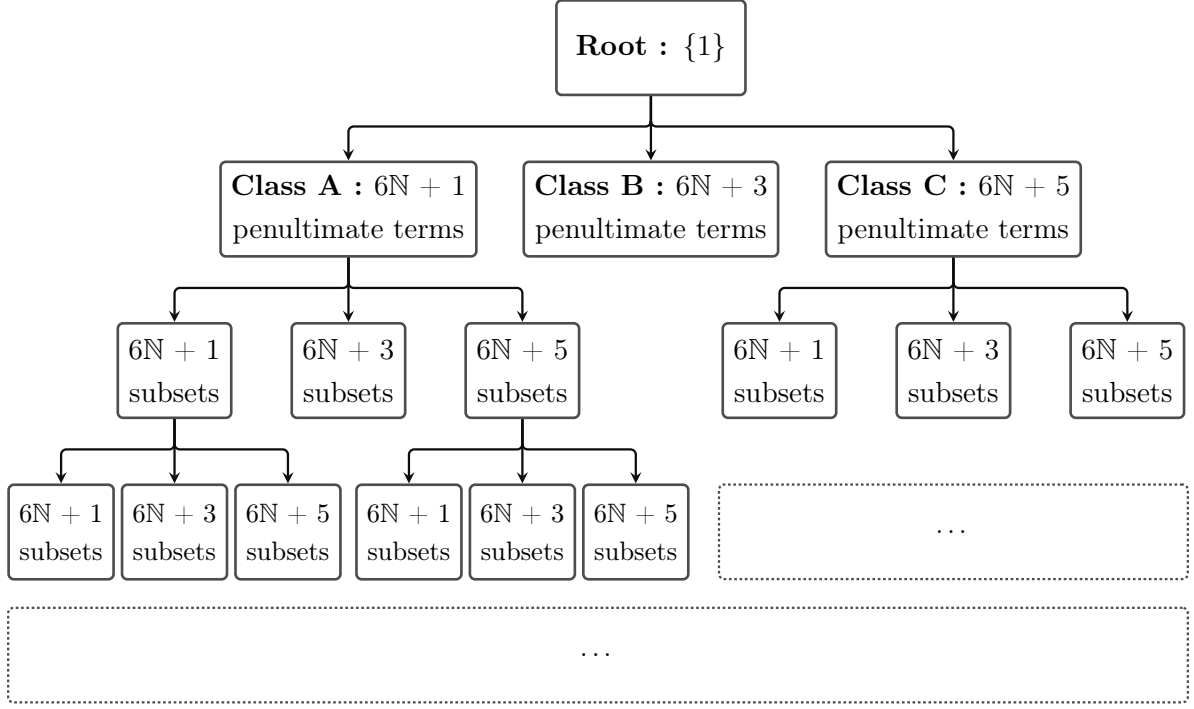 Root : {1}
Class A : 6ℕ + 1
penultimate terms
Class B : 6ℕ + 3
penultimate terms
Class C : 6ℕ + 5
penultimate terms
6ℕ + 1
subsets
6ℕ + 3
subsets
6ℕ + 5
subsets
6ℕ + 1
subsets
6ℕ + 3
subsets
6ℕ + 5
subsets
6ℕ + 1
subsets
6ℕ + 3
subsets
6ℕ + 5
subsets
6ℕ + 1
subsets
6ℕ + 3
subsets
6ℕ + 5
subsets
...
...